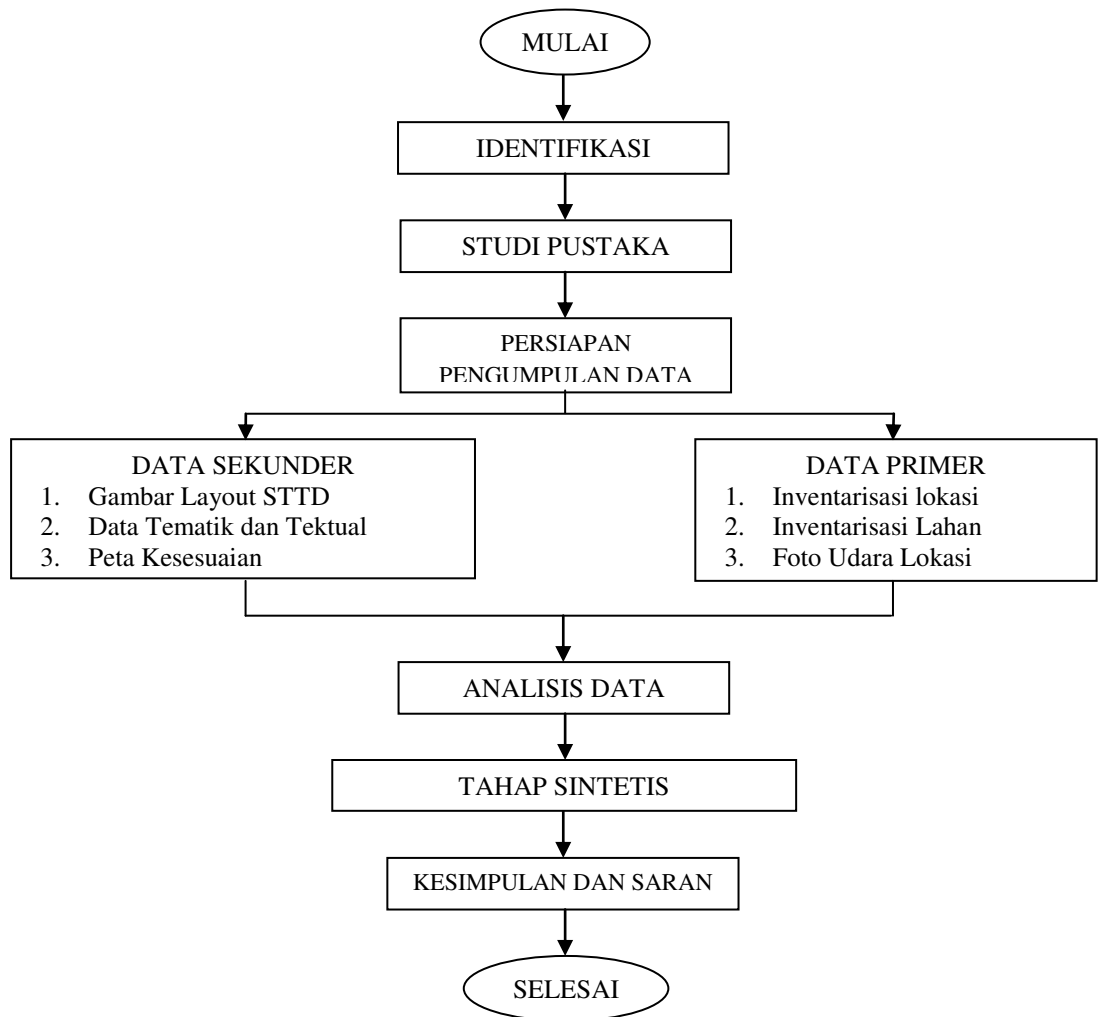 MULAI
IDENTIFIKASI
STUDI PUSTAKA
PERSIAPAN
PENGUMPULAN DATA
DATA SEKUNDER
1. Gambar Layout STTD
2. Data Tematik dan Tektual
3. Peta Kesesuaian
DATA PRIMER
1. Inventarisasi lokasi
2. Inventarisasi Lahan
3. Foto Udara Lokasi
ANALISIS DATA
TAHAP SINTETIS
KESIMPULAN DAN SARAN
SELESAI